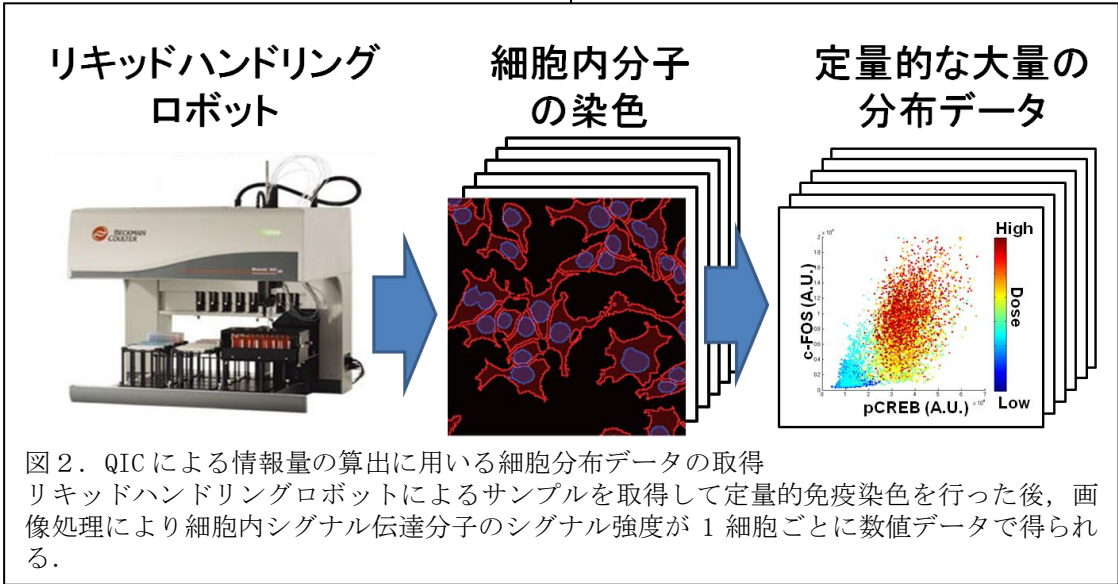 リキッドハンドリング
ロボット
細胞内分子
の染色
定量的な大量の
分布データ
BECKMAN
COULTER
High
Dose
Low
c-FOS (A.U.)
pCREB (A.U.)
図２．QICによる情報量の算出に用いる細胞分布データの取得
リキッドハンドリングロボットによるサンプルを取得して定量的免疫染色を行った後，画
像処理により細胞内シグナル伝達分子のシグナル強度が1細胞ごとに数値データで得られ
る．